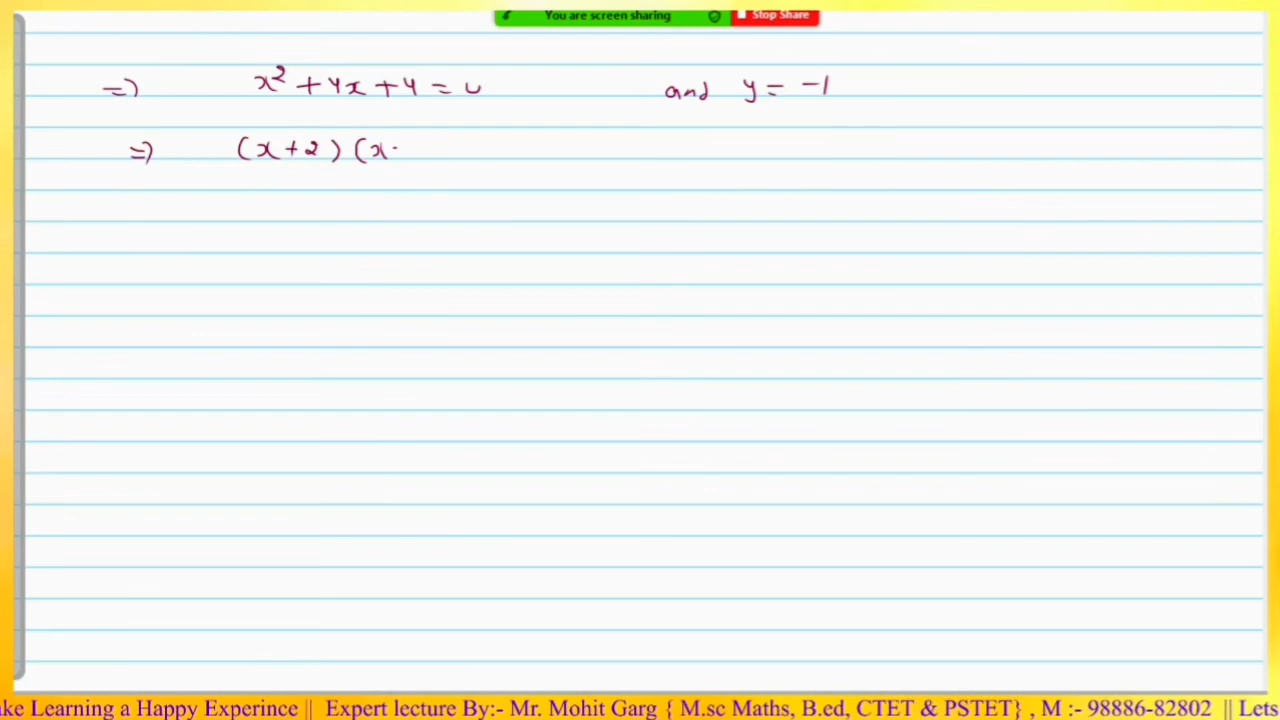 You are screen sharing Stop Share
=) x² + 4x + 4 = 0 and y = -1
=) (x + 2) (x
ake Learning a Happy Experince || Expert lecture By:- Mr. Mohit Garg { M.sc Maths, B.ed, CTET & PSTET} , M :- 98886-82802 || Lets